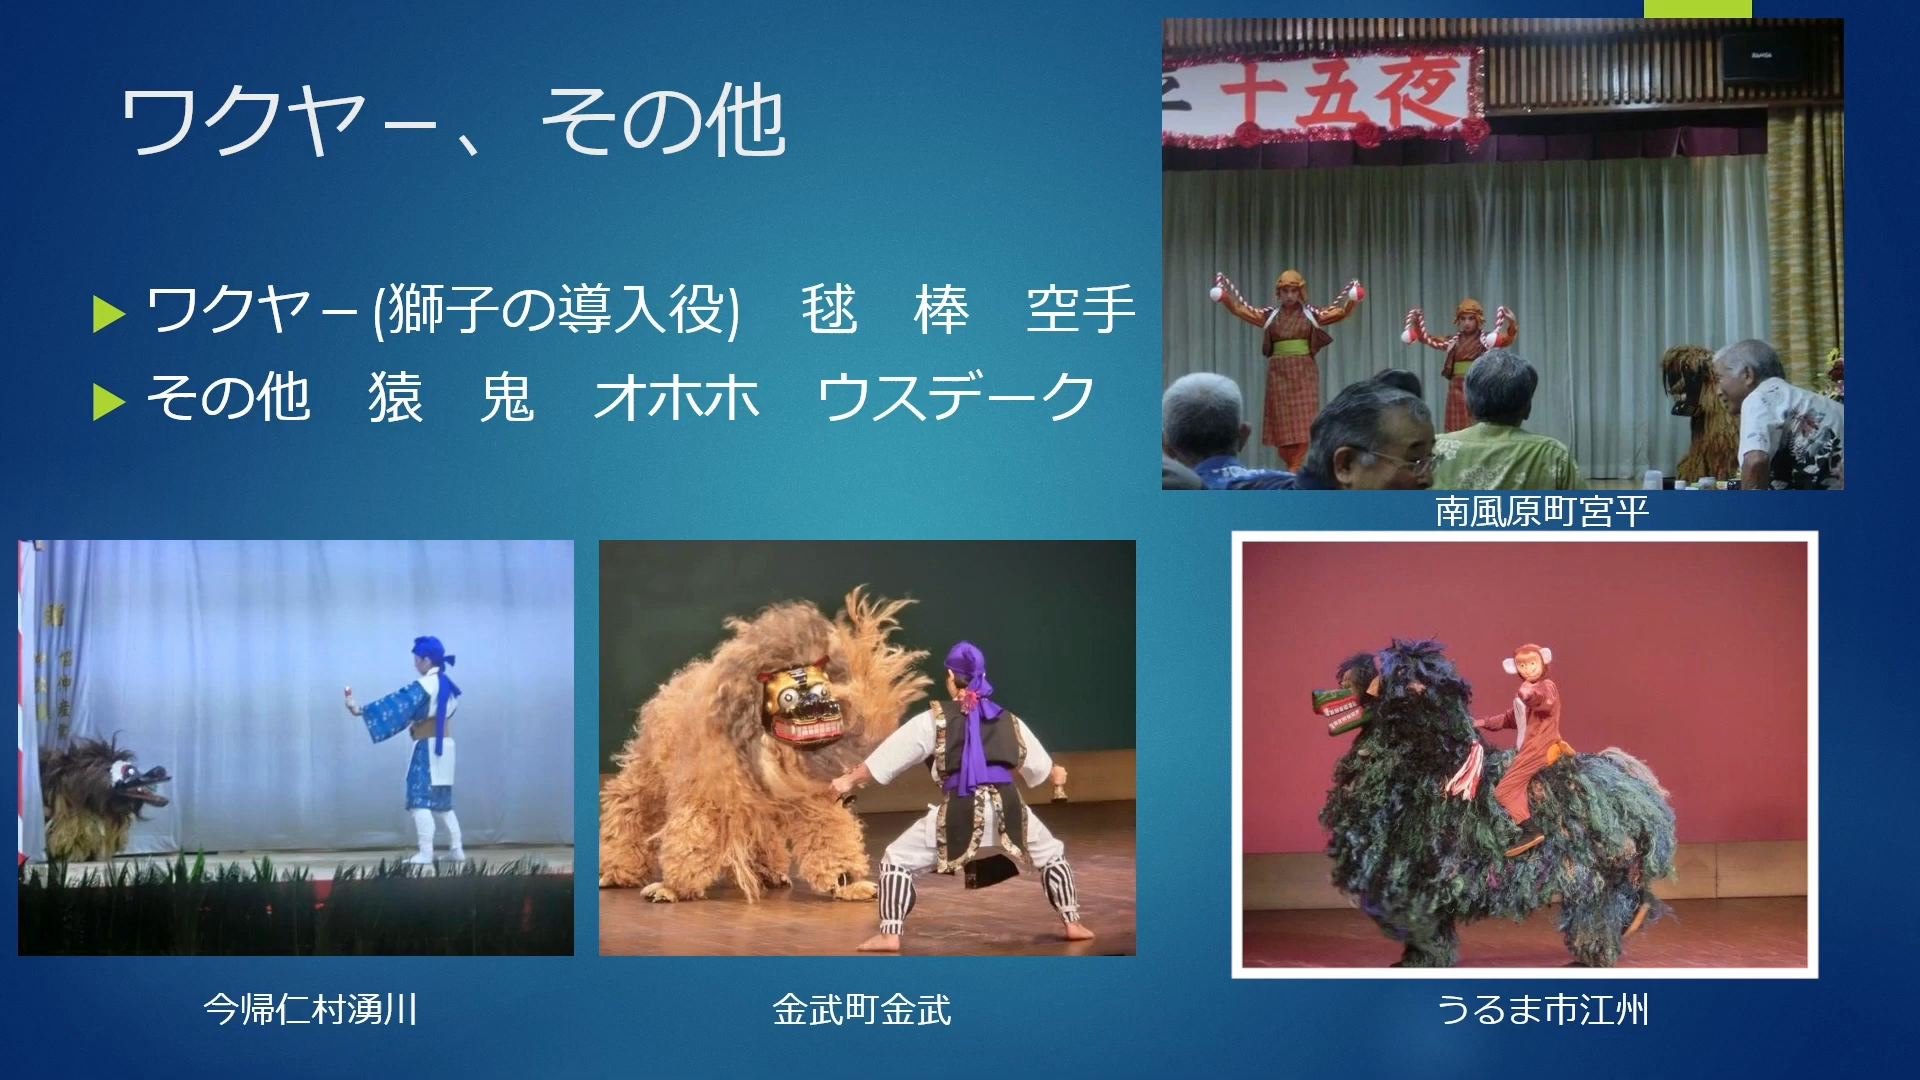 ワクヤー、その他
ワクヤー(獅子の導入役)　毬　棒　空手
その他　猿　鬼　オホホ　ウスデーク
十五夜
南風原町宮平
今帰仁村湧川
金武町金武
うるま市江州